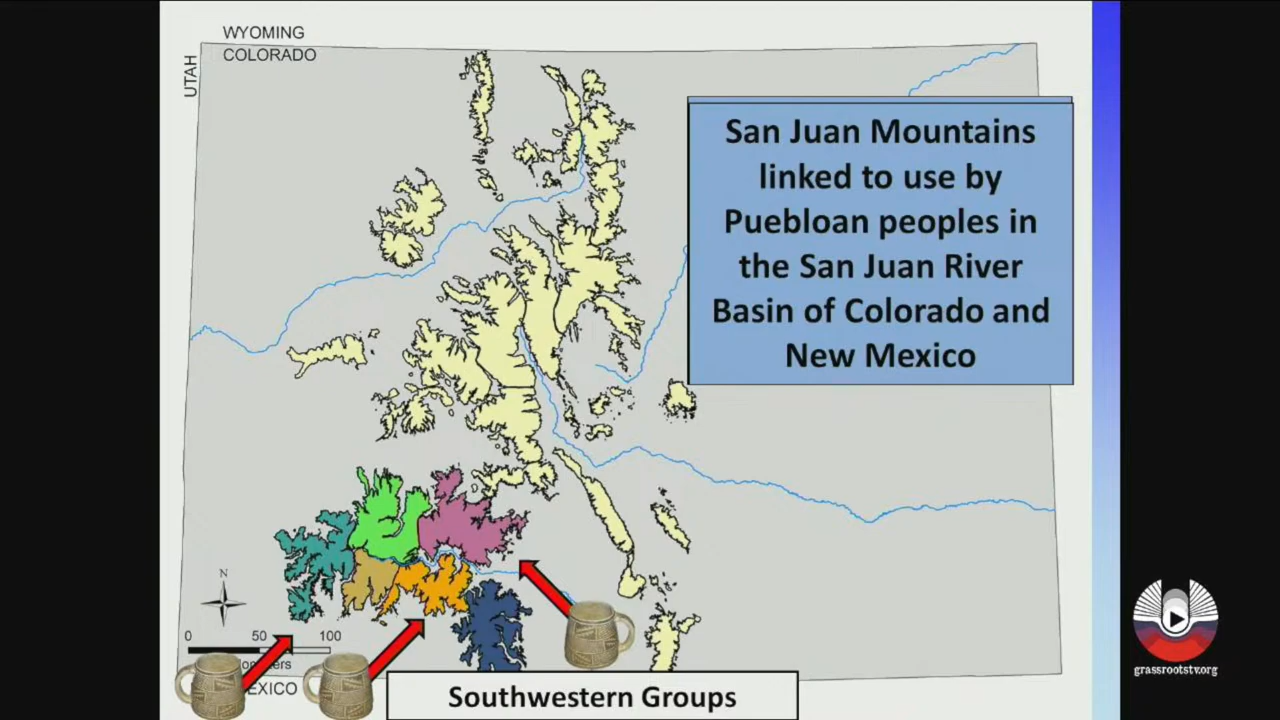 WYOMING
COLORADO
UTAH
San Juan Mountains
linked to use by
Puebloan peoples in
the San Juan River
Basin of Colorado and
New Mexico
N
0 50 100
EXICO
Southwestern Groups
grassrootstv.org